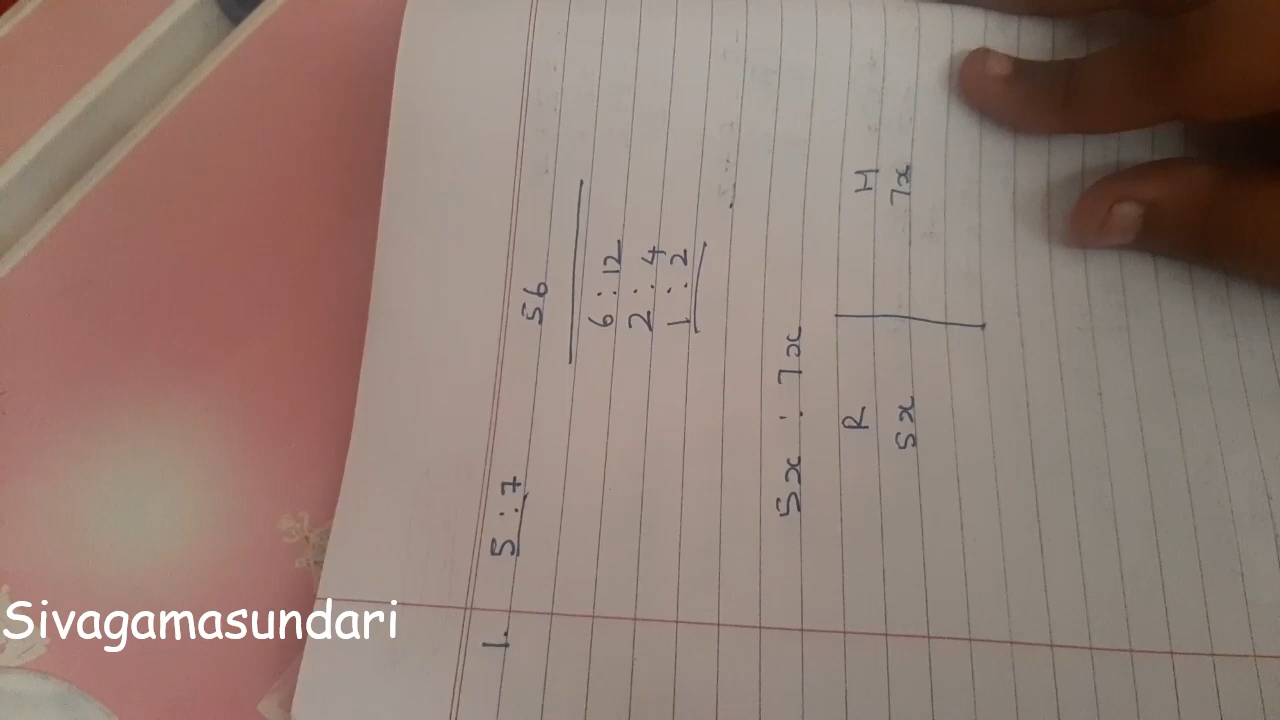 1. 5 : 7
56
6 : 12
2 : 4
1 : 2
5x : 7x
R H
5x 7x
Sivagamasundari